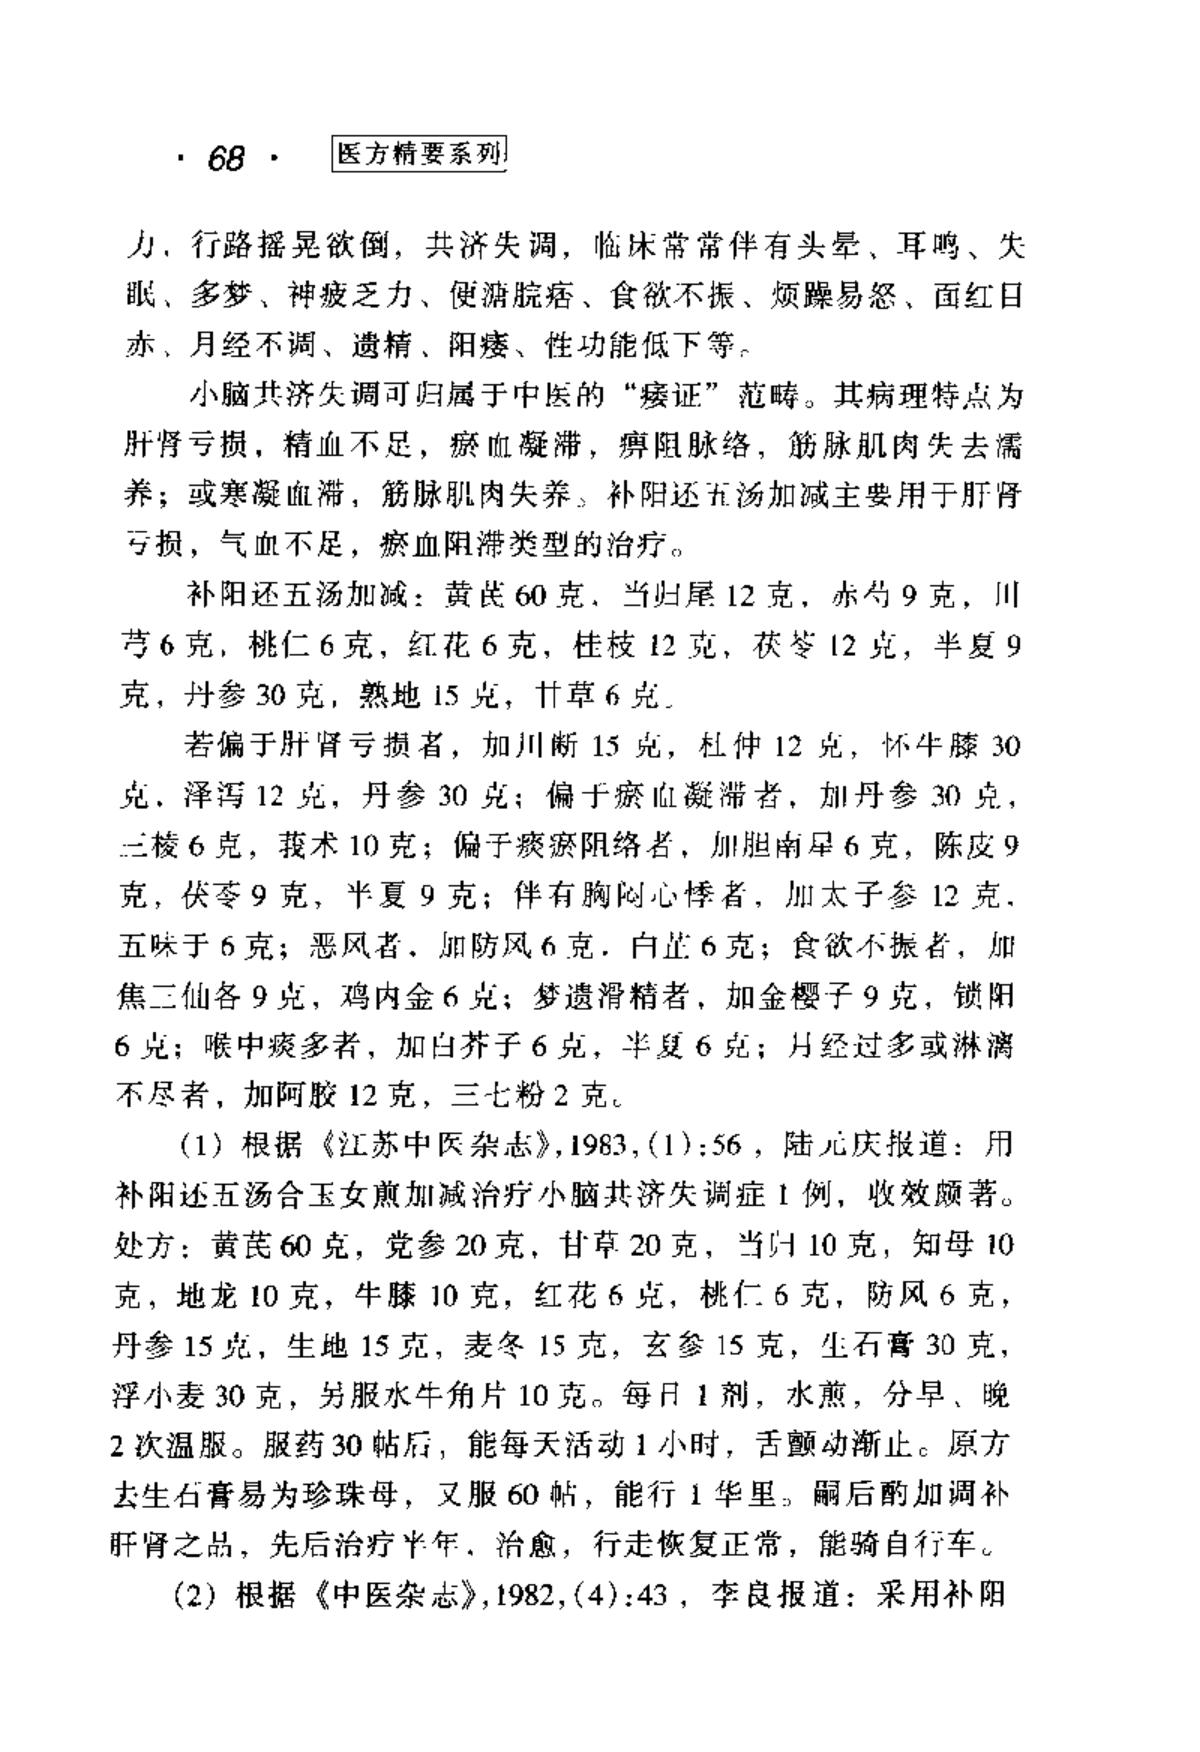 · 68 · 医方精要系列
力，行路摇晃欲倒，共济失调，临床常常伴有头晕、耳鸣、失
眠、多梦、神疲乏力、便溏脘痞、食欲不振、烦躁易怒、面红目
赤、月经不调、遗精、阳痿、性功能低下等。
小脑共济失调可归属于中医的“痿证”范畴。其病理特点为
肝肾亏损，精血不足，瘀血凝滞，痹阻脉络，筋脉肌肉失去濡
养；或寒凝血滞，筋脉肌肉失养。补阳还五汤加减主要用于肝肾
亏损，气血不足，瘀血阻滞类型的治疗。
补阳还五汤加减：黄芪 60 克，当归尾 12 克，赤芍 9 克，川
芎 6 克，桃仁 6 克，红花 6 克，桂枝 12 克，茯苓 12 克，半夏 9
克，丹参 30 克，熟地 15 克，甘草 6 克。
若偏于肝肾亏损者，加川断 15 克，杜仲 12 克，怀牛膝 30
克，泽泻 12 克，丹参 30 克；偏于瘀血凝滞者，加丹参 30 克，
三棱 6 克，莪术 10 克；偏于痰瘀阻络者，加胆南星 6 克，陈皮 9
克，茯苓 9 克，半夏 9 克；伴有胸闷心悸者，加太子参 12 克，
五味于 6 克；恶风者，加防风 6 克，白芷 6 克；食欲不振者，加
焦三仙各 9 克，鸡内金 6 克；梦遗滑精者，加金樱子 9 克，锁阳
6 克；喉中痰多者，加白芥子 6 克，半夏 6 克；月经过多或淋漓
不尽者，加阿胶 12 克，三七粉 2 克。
(1) 根据《江苏中医杂志》，1983，(1)：56，陆元庆报道：用
补阳还五汤合玉女煎加减治疗小脑共济失调症 1 例，收效颇著。
处方：黄芪 60 克，党参 20 克，甘草 20 克，当归 10 克，知母 10
克，地龙 10 克，牛膝 10 克，红花 6 克，桃仁 6 克，防风 6 克，
丹参 15 克，生地 15 克，麦冬 15 克，玄参 15 克，生石膏 30 克，
浮小麦 30 克，另服水牛角片 10 克。每日 1 剂，水煎，分早、晚
2 次温服。服药 30 帖后，能每天活动 1 小时，舌颤动渐止。原方
去生石膏易为珍珠母，又服 60 帖，能行 1 华里。嗣后酌加调补
肝肾之品，先后治疗半年，治愈，行走恢复正常，能骑自行车。
(2) 根据《中医杂志》，1982，(4)：43，李良报道：采用补阳